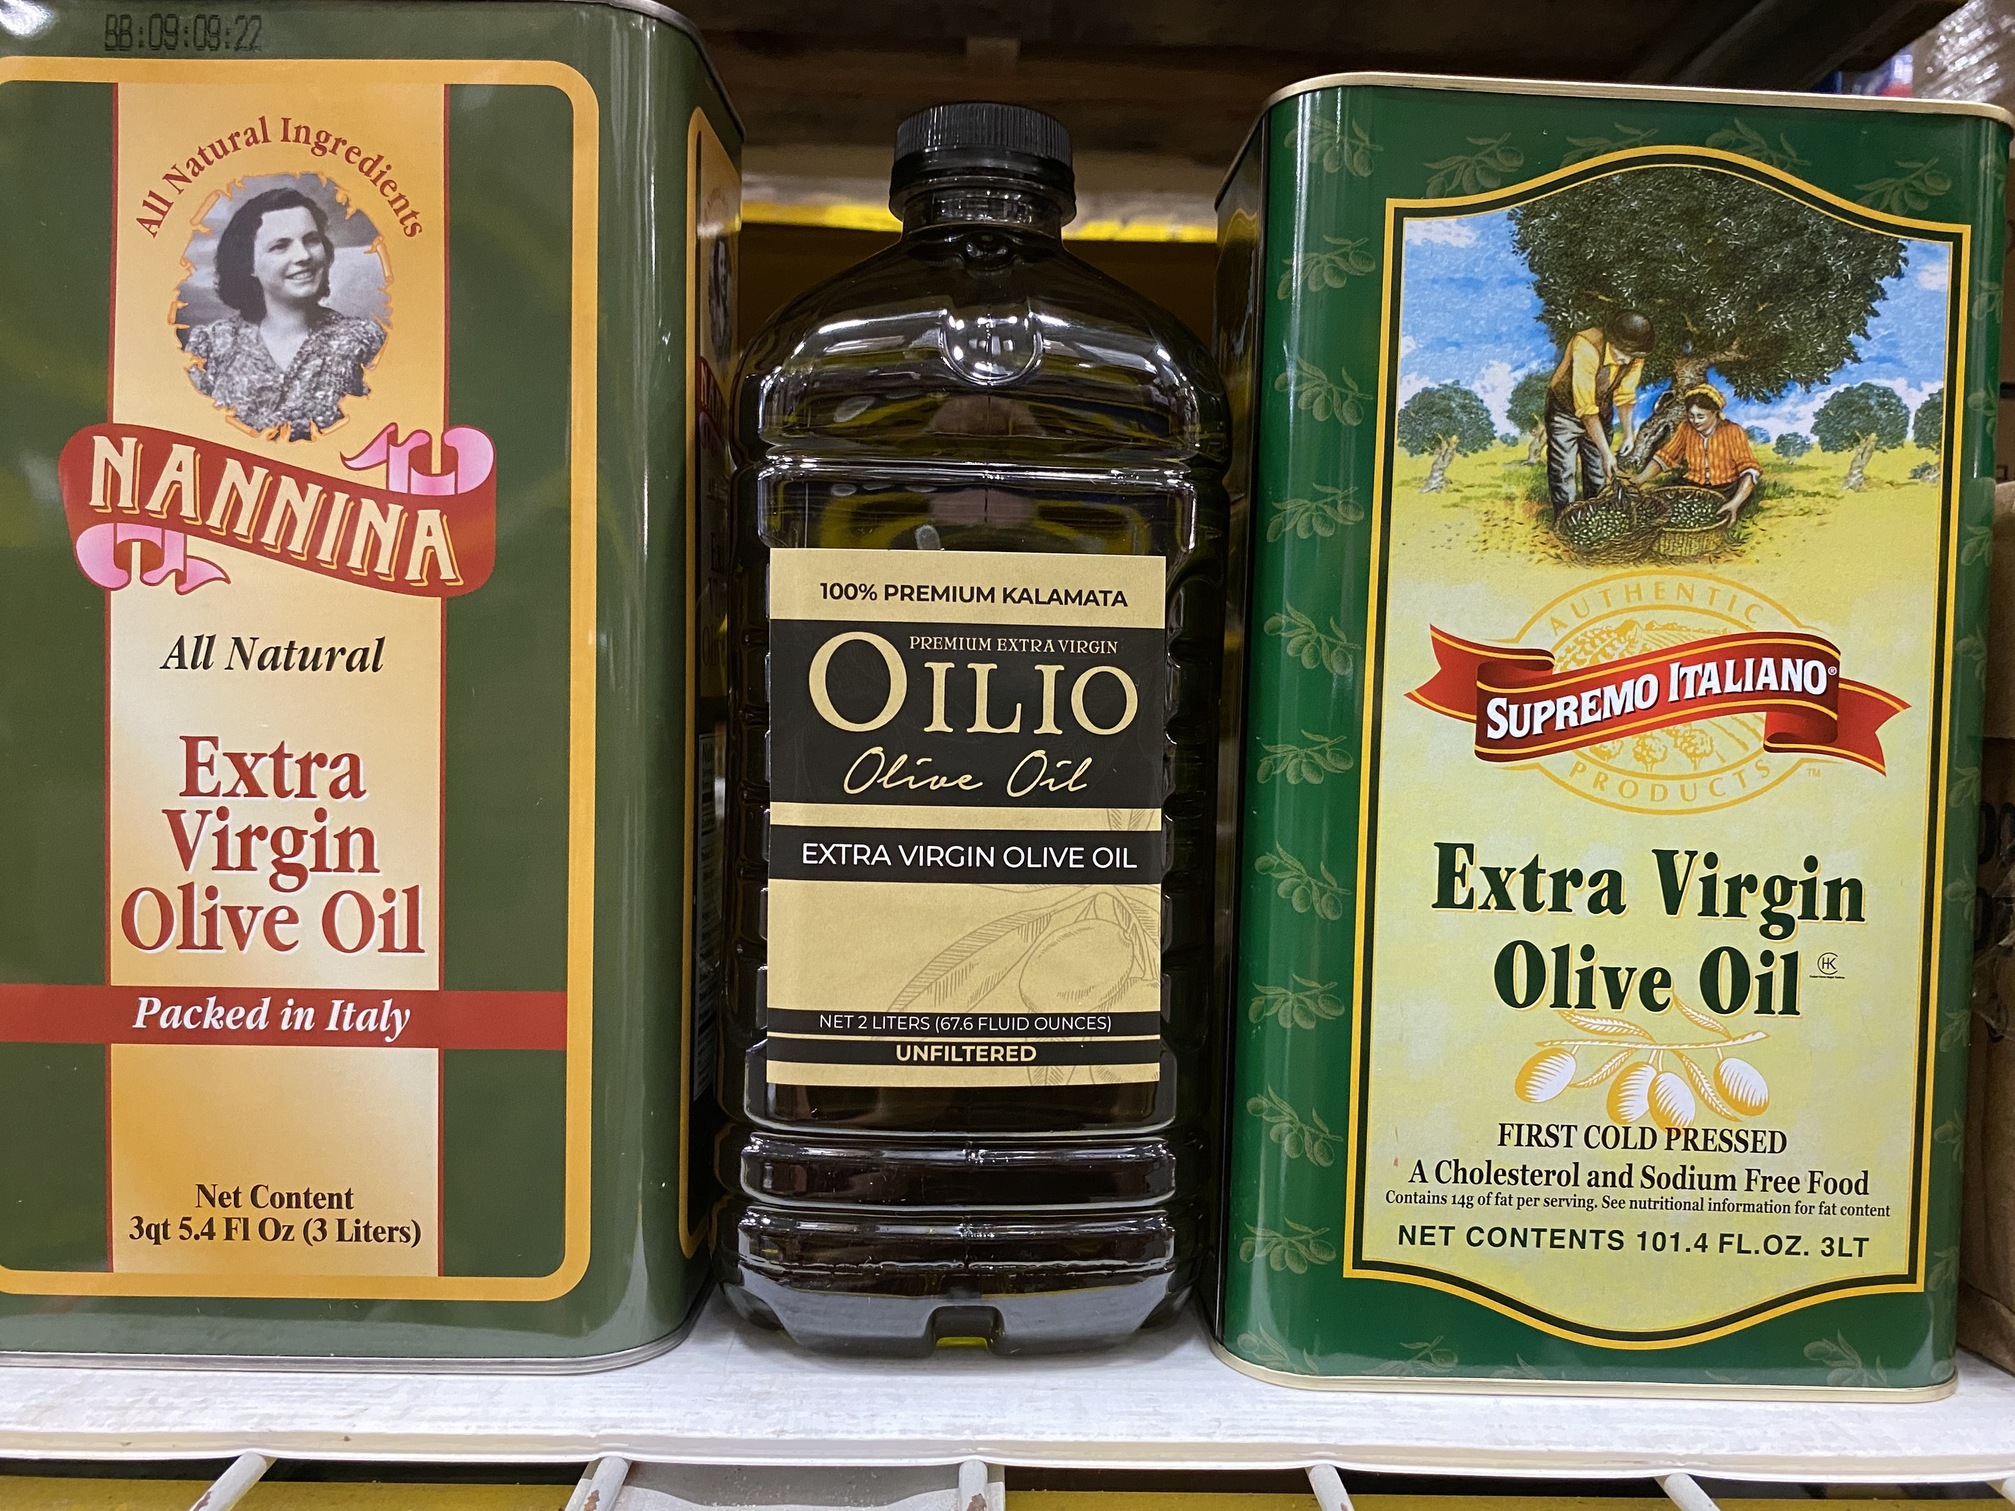 BB:09:09:22
All Natural Ingredients
NANNINA
All Natural
Extra
Virgin
Olive Oil
Packed in Italy
Net Content
3qt 5.4 Fl Oz (3 Liters)
100% PREMIUM KALAMATA
PREMIUM EXTRA VIRGIN
OILIO
Olive Oil
EXTRA VIRGIN OLIVE OIL
NET 2 LITERS (67.6 FLUID OUNCES)
UNFILTERED
AUTHENTIC
SUPREMO ITALIANO®
PRODUCTS™
Extra Virgin
Olive Oil
HK
FIRST COLD PRESSED
A Cholesterol and Sodium Free Food
Contains 14g of fat per serving. See nutritional information for fat content
NET CONTENTS 101.4 FL.OZ. 3LT